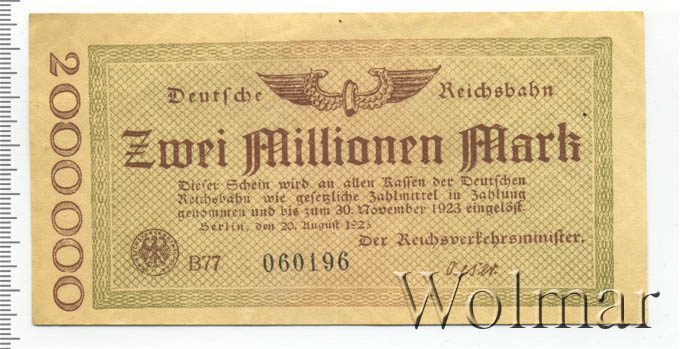 2000000
Deutsche Reichsbahn
Zwei Millionen Mark
Dieser Schein wird an allen Kassen der Deutschen
Reichsbahn wie gesetzliche Zahlmittel in Zahlung
genommen und bis zum 30. November 1923 eingelöst.
Berlin, den 20. August 1923
Der Reichsverkehrsminister.
B77 060196
Wolmar